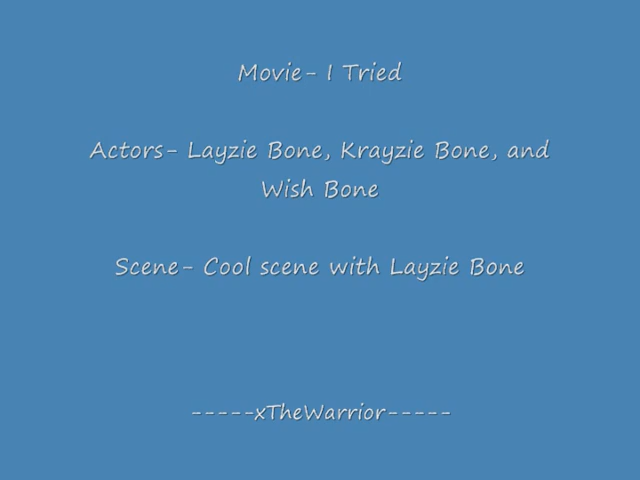 Movie- I Tried
Actors- Layzie Bone, Krayzie Bone, and
Wish Bone
Scene- Cool scene with Layzie Bone
-----xTheWarrior-----